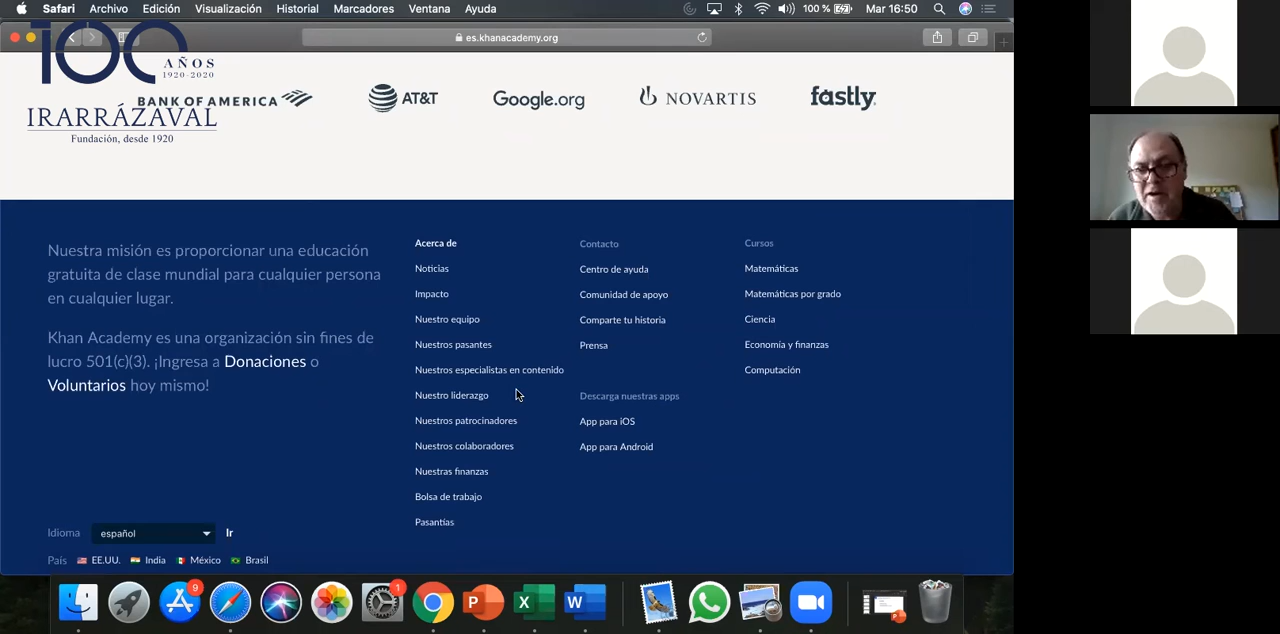 Safari Archivo Edición Visualización Historial Marcadores Ventana Ayuda
100 % Mar 16:50
es.khanacademy.org
100 AÑOS
1920-2020
IRARRÁZAVAL
Fundación, desde 1920
BANK OF AMERICA
AT&T
Google.org
NOVARTIS
fastly
Nuestra misión es proporcionar una educación
gratuita de clase mundial para cualquier persona
en cualquier lugar.
Khan Academy es una organización sin fines de
lucro 501(c)(3). ¡Ingresa a Donaciones o
Voluntarios hoy mismo!
Acerca de
Noticias
Impacto
Nuestro equipo
Nuestros pasantes
Nuestros especialistas en contenido
Nuestro liderazgo
Nuestros patrocinadores
Nuestros colaboradores
Nuestras finanzas
Bolsa de trabajo
Pasantías
Contacto
Centro de ayuda
Comunidad de apoyo
Comparte tu historia
Prensa
Descarga nuestras apps
App para iOS
App para Android
Cursos
Matemáticas
Matemáticas por grado
Ciencia
Economía y finanzas
Computación
Idioma español Ir
País EE.UU. India México Brasil
9
1
P
X
W
P